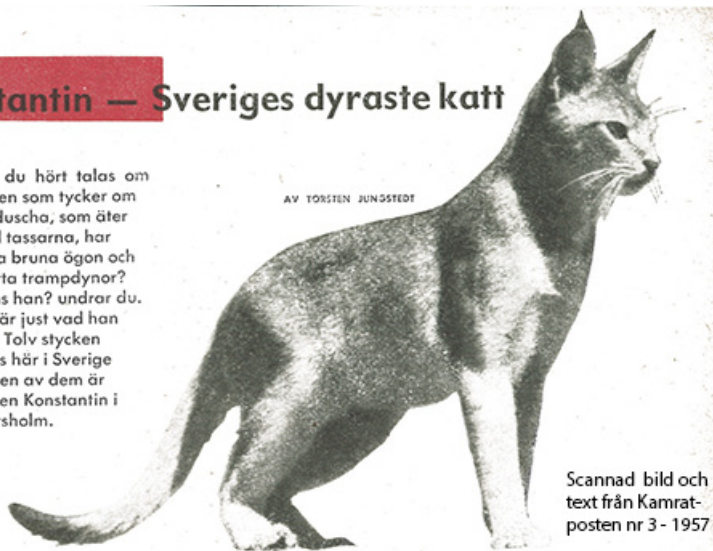 tantin — Sveriges dyraste katt
AV TORSTEN JUNGSTEDT
du hört talas om
en som tycker om
duscha, som äter
tassarna, har
a bruna ögon och
ta trampdynor?
s han? undrar du.
är just vad han
Tolv stycken
s här i Sverige
en av dem är
en Konstantin i
sholm.
Scannad bild och
text från Kamrat-
posten nr 3 - 1957